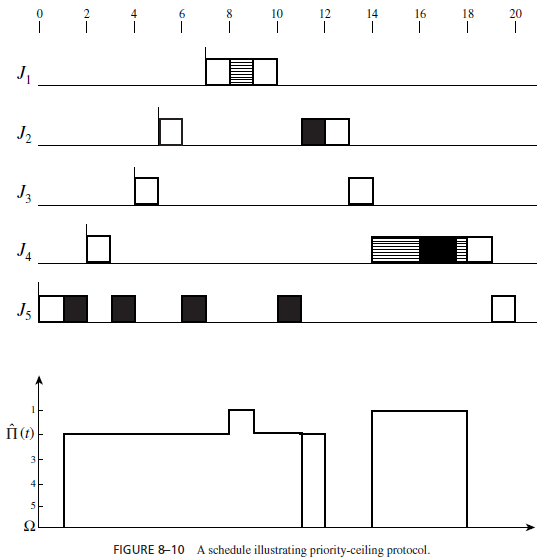 0 2 4 6 8 10 12 14 16 18 20
J1
J2
J3
J4
J5
1
Π̂(t)
3
4
5
Ω
FIGURE 8–10 A schedule illustrating priority-ceiling protocol.